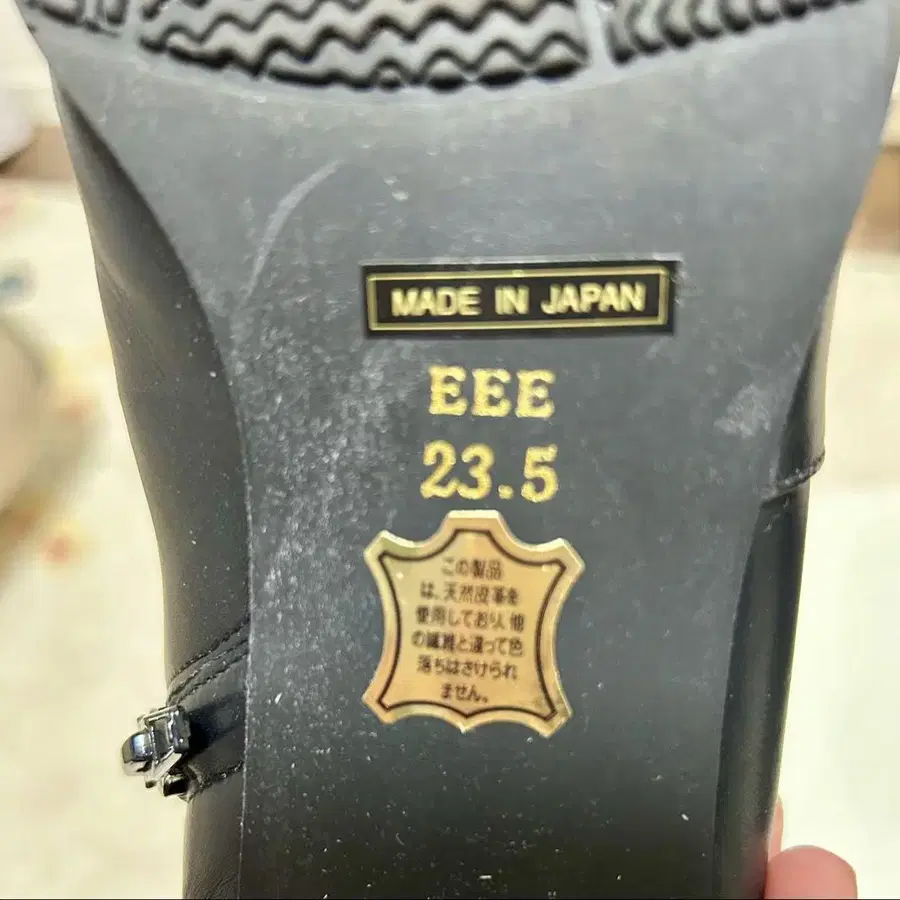 MADE IN JAPAN
EEE
23.5
この製品
は、天然皮革を
使用しており、他
の繊維と違って色
落ちはさけられ
ません。